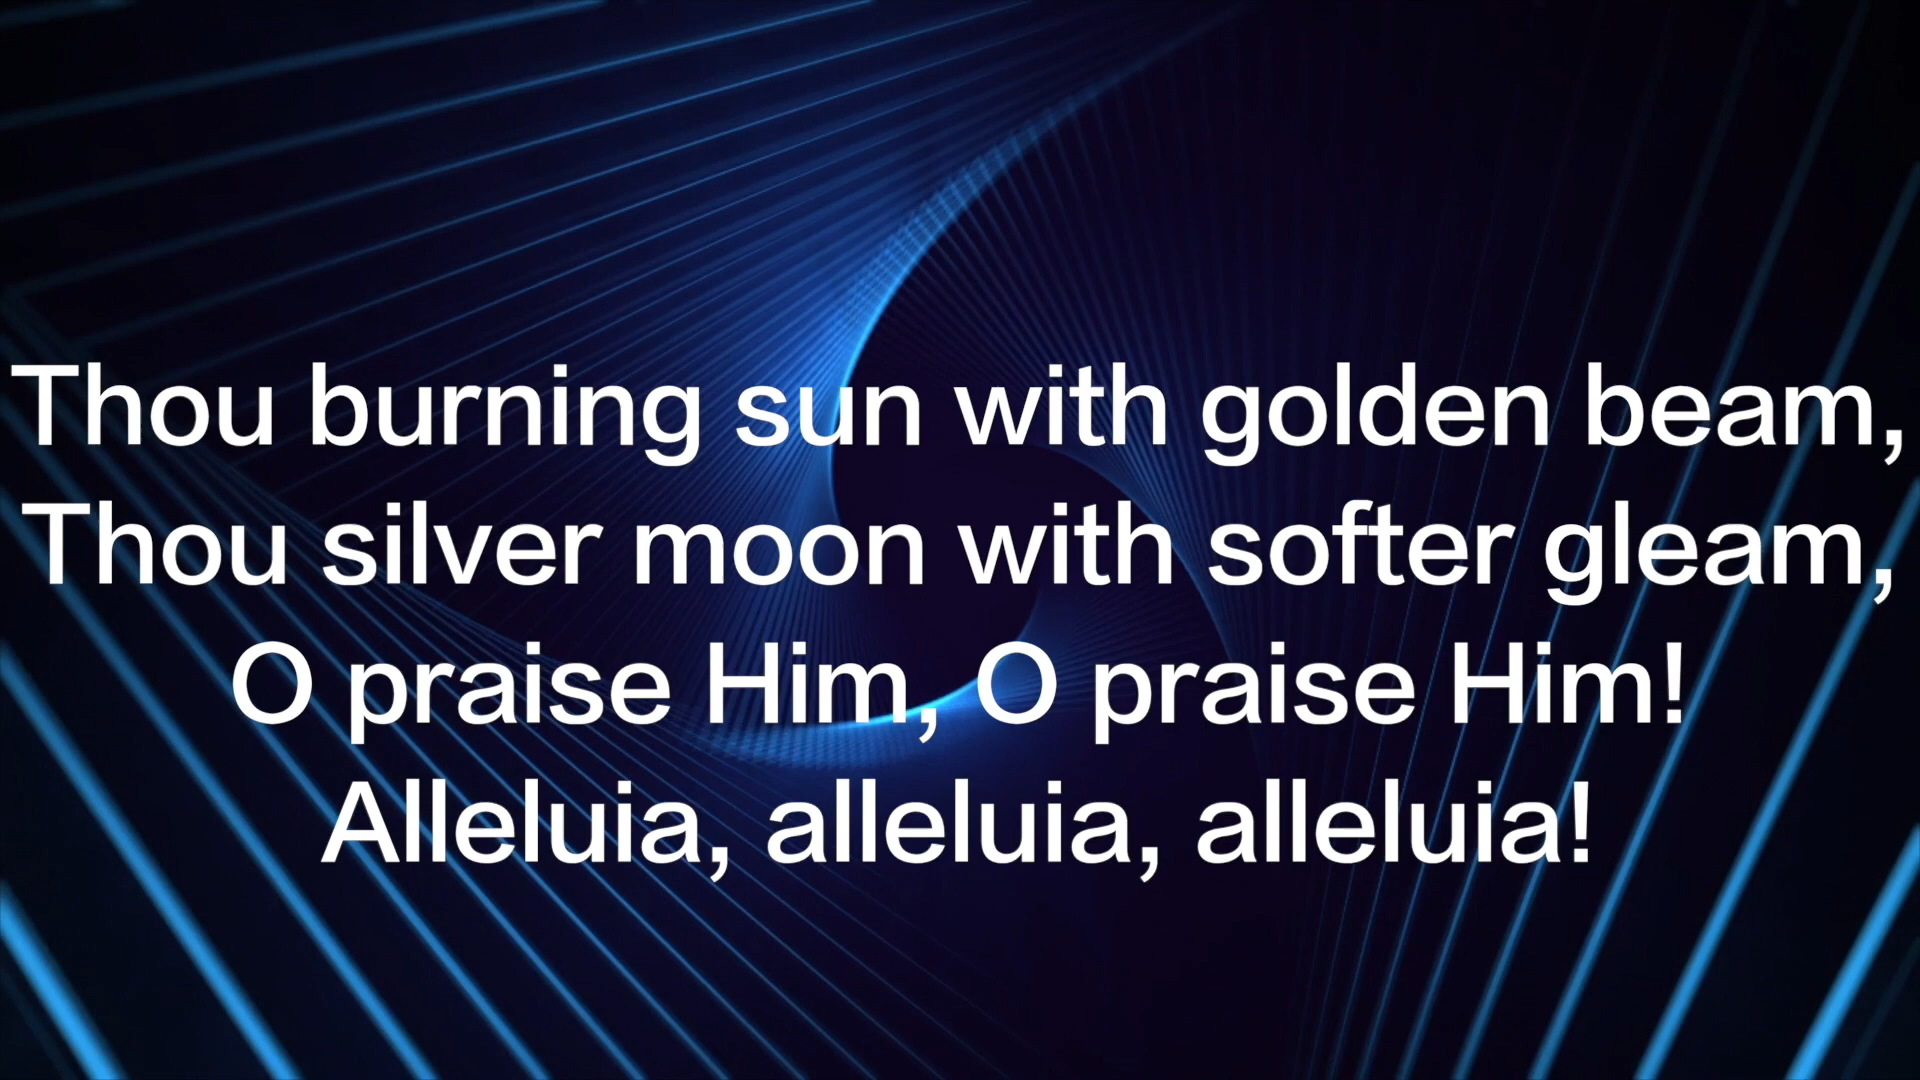 Thou burning sun with golden beam,
Thou silver moon with softer gleam,
O praise Him, O praise Him!
Alleluia, alleluia, alleluia!